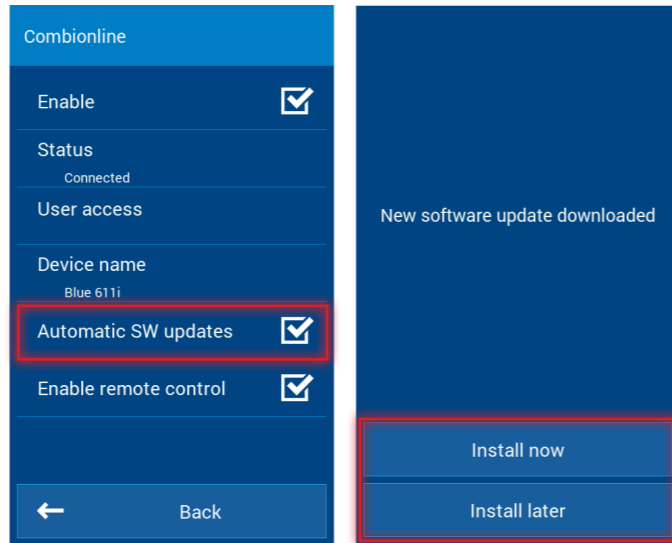 Combionline
Enable
Status
Connected
User access
Device name
Blue 611i
Automatic SW updates
Enable remote control
Back
New software update downloaded
Install now
Install later